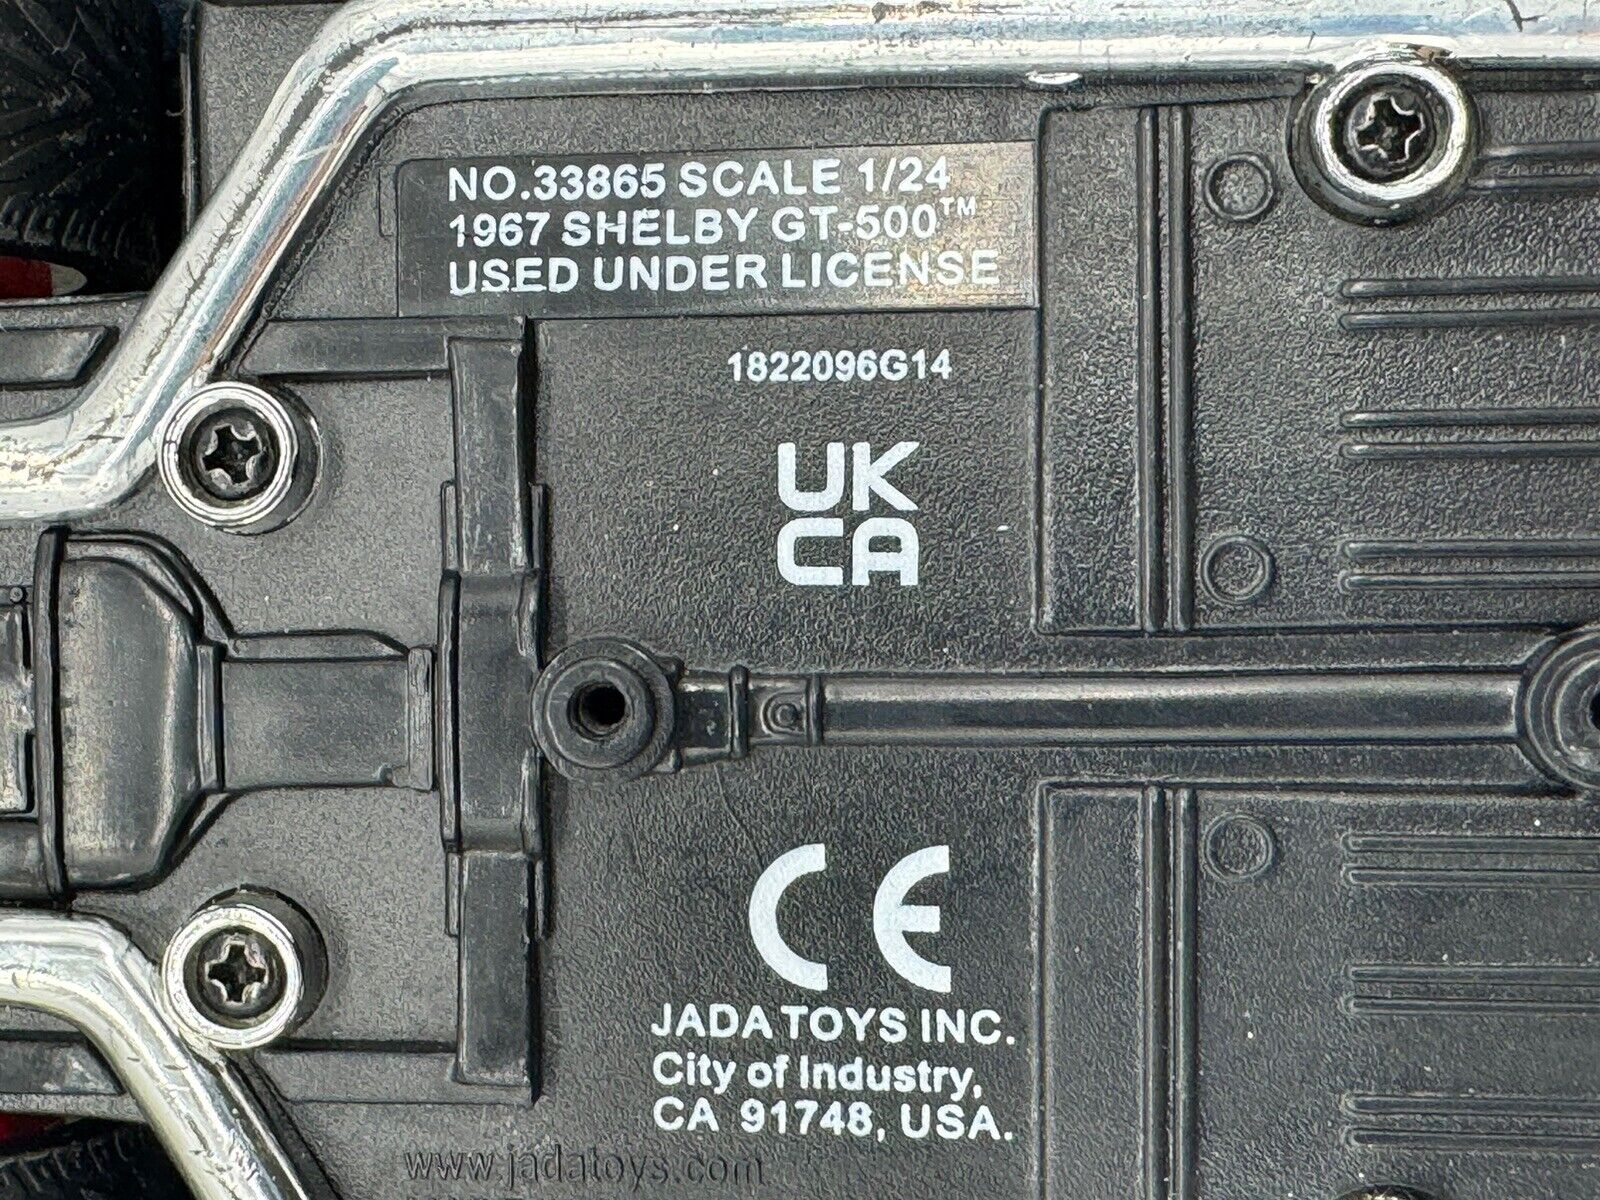 NO.33865 SCALE 1/24
1967 SHELBY GT-500™
USED UNDER LICENSE
1822096G14
UK
CA
CE
JADA TOYS INC.
City of Industry,
CA 91748, USA.
www.jadatoys.com